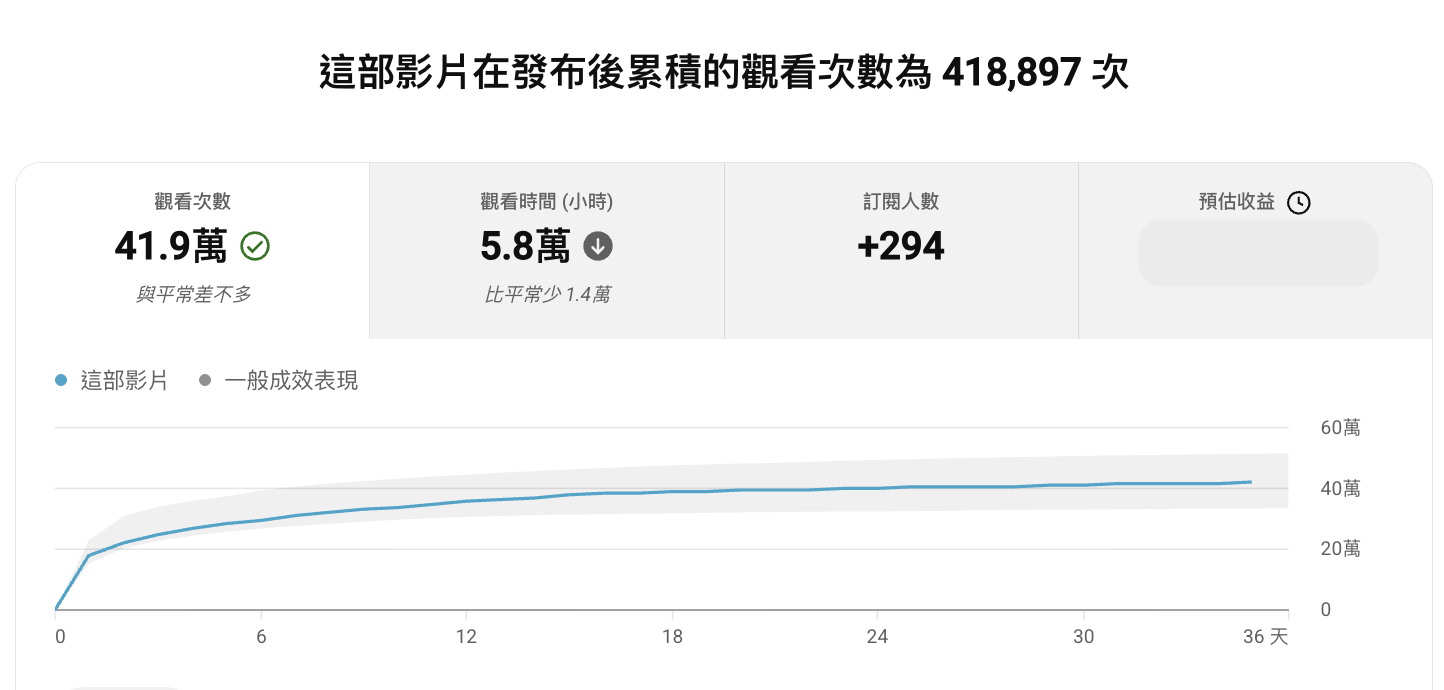 這部影片在發布後累積的觀看次數為 418,897 次
觀看次數
41.9萬
與平常差不多
觀看時間 (小時)
5.8萬
比平常少 1.4萬
訂閱人數
+294
預估收益
這部影片 一般成效表現
60萬
40萬
20萬
0
0 6 12 18 24 30 36 天